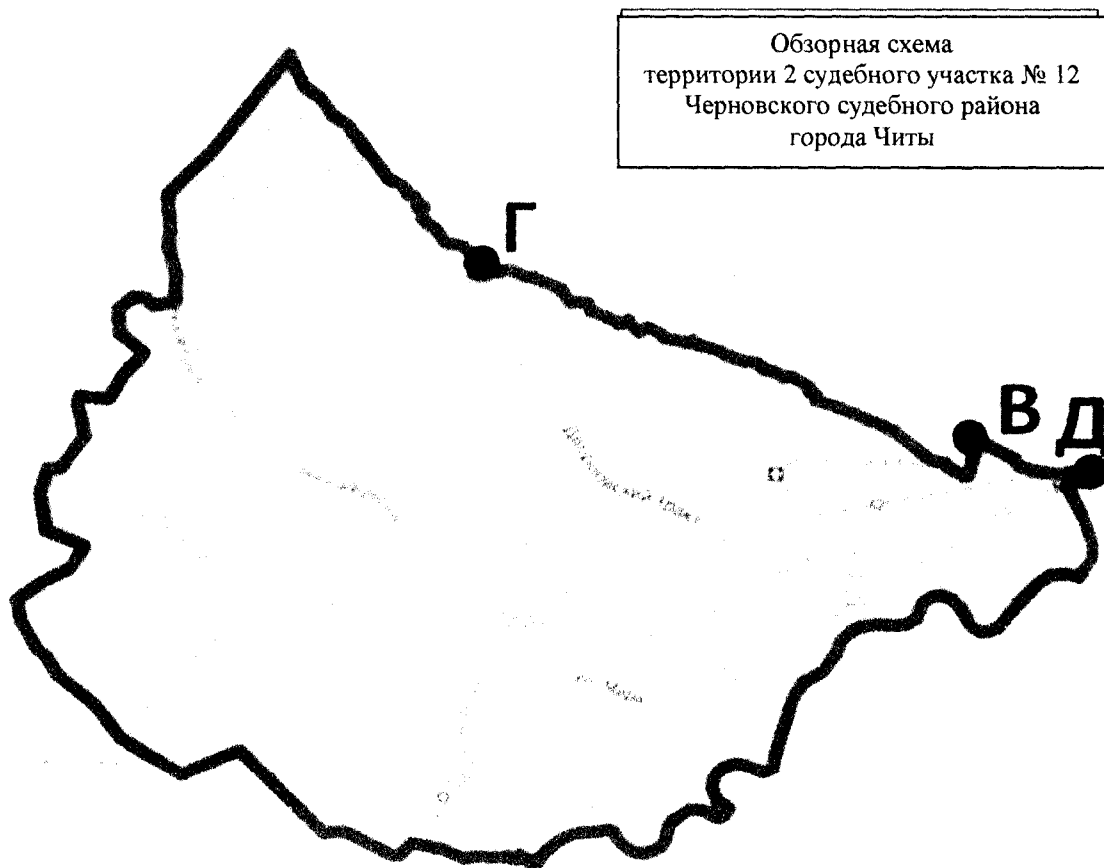 Обзорная схема
территории 2 судебного участка № 12
Черновского судебного района
города Читы
Г
В
Д